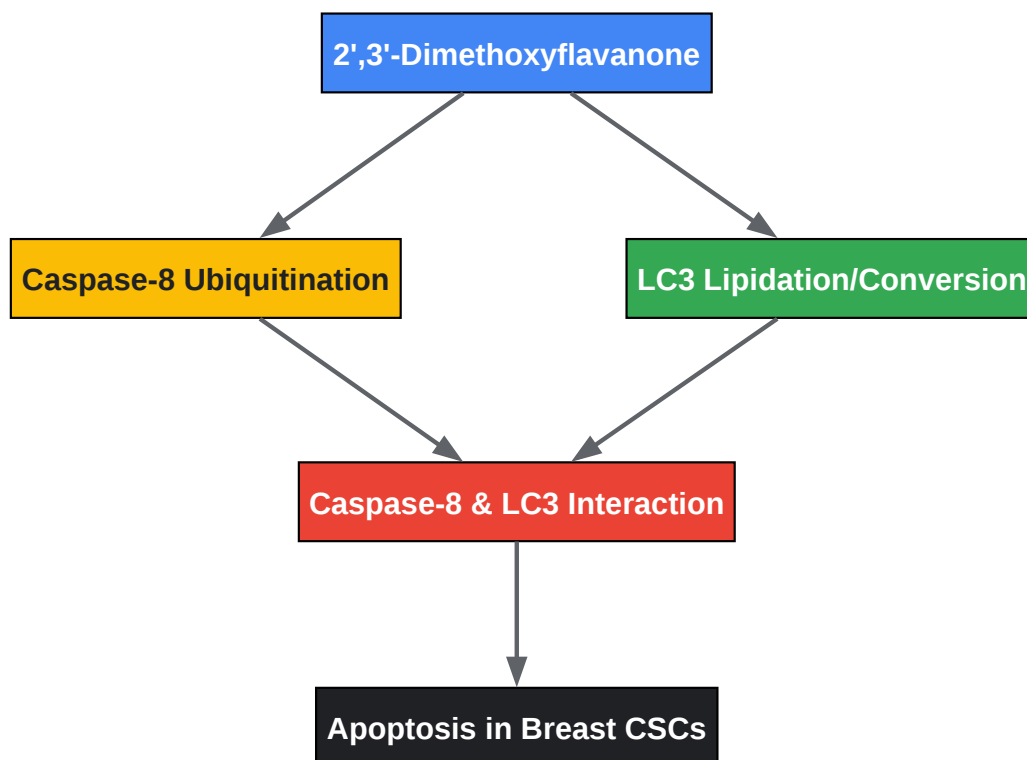 2',3'-Dimethoxyflavanone
Caspase-8 Ubiquitination
LC3 Lipidation/Conversion
Caspase-8 & LC3 Interaction
Apoptosis in Breast CSCs